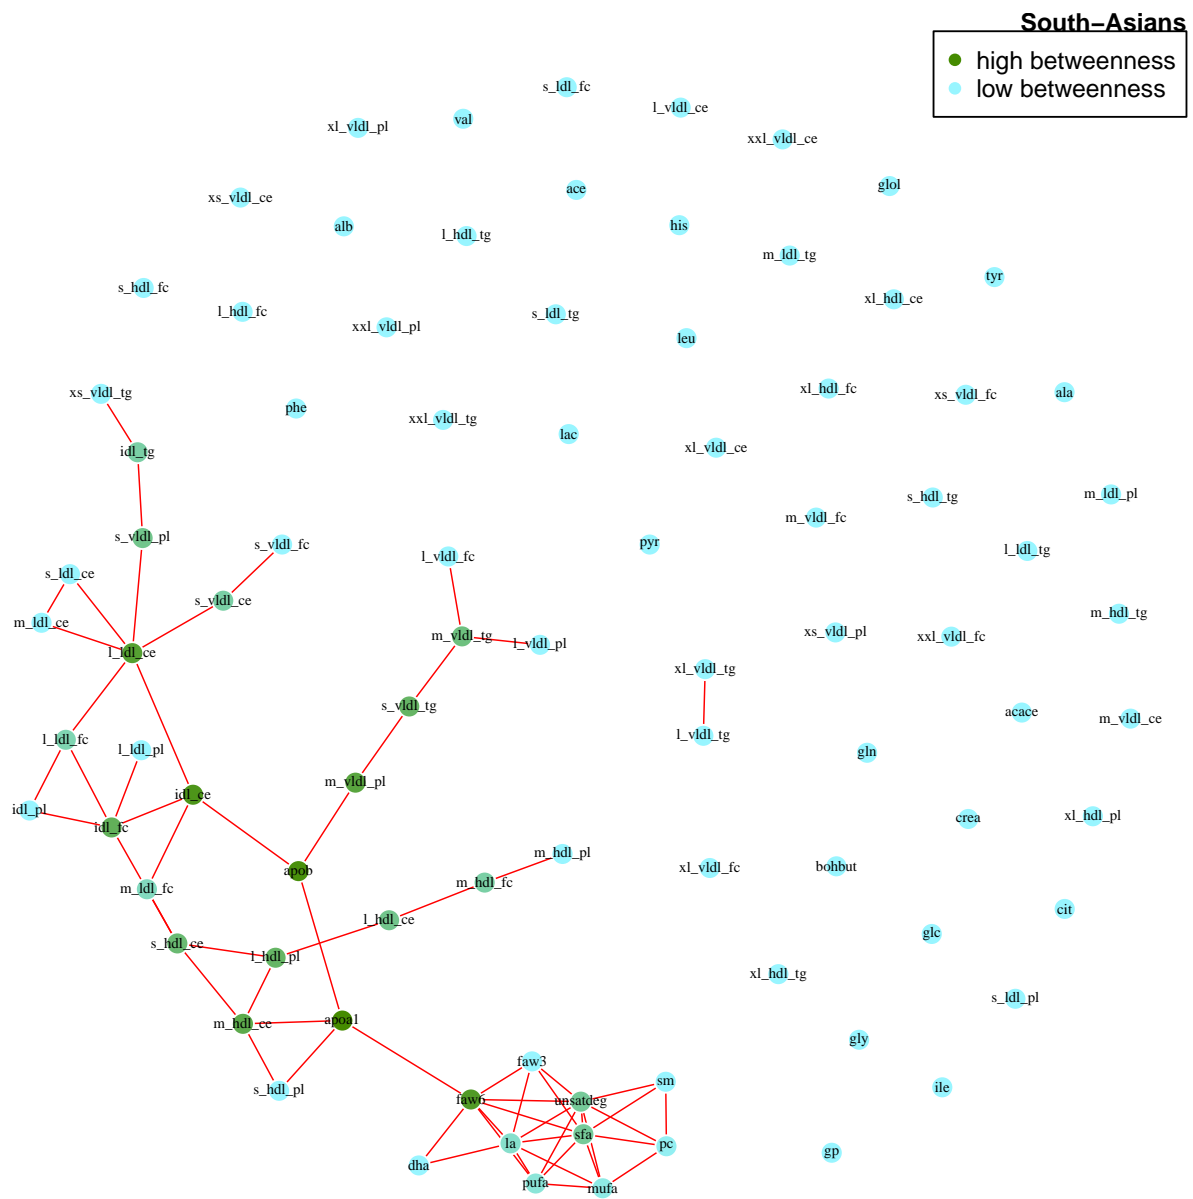 South-Asians
high betweenness
low betweenness
s_ldl_fc
l_vldl_ce
val
xl_vldl_pl
xxl_vldl_ce
ace
glol
xs_vldl_ce
alb
his
l_hdl_tg
m_ldl_tg
tyr
s_hdl_fc
xl_hdl_ce
l_hdl_fc
s_ldl_tg
xxl_vldl_pl
leu
xl_hdl_fc
xs_vldl_tg
xs_vldl_fc
ala
phe
xxl_vldl_tg
lac
xl_vldl_ce
idl_tg
m_ldl_pl
s_hdl_tg
m_vldl_fc
s_vldl_pl
s_vldl_fc
pyr
l_ldl_tg
l_vldl_fc
s_ldl_ce
s_vldl_ce
m_hdl_tg
m_ldl_ce
xs_vldl_pl
m_vldl_tg
xxl_vldl_fc
l_vldl_pl
l_ldl_ce
xl_vldl_tg
s_vldl_tg
acace
m_vldl_ce
l_vldl_tg
l_ldl_fc
l_ldl_pl
gln
m_vldl_pl
idl_ce
idl_pl
xl_hdl_pl
crea
idl_fc
m_hdl_pl
bohbut
xl_vldl_fc
apob
m_hdl_fc
m_ldl_fc
cit
l_hdl_ce
glc
s_hdl_ce
l_hdl_pl
xl_hdl_tg
s_ldl_pl
apoa1
m_hdl_ce
gly
faw3
sm
ile
s_hdl_pl
faw6
unsatdeg
sfa
la
pc
gp
dha
pufa
mufa